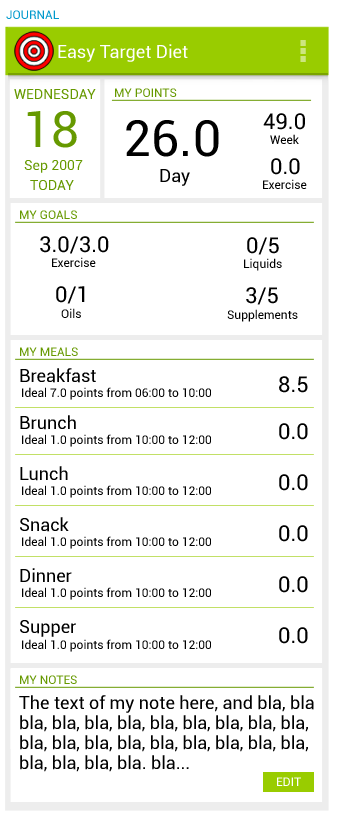 JOURNAL
Easy Target Diet
WEDNESDAY
18
Sep 2007
TODAY
MY POINTS
26.0
Day
49.0
Week
0.0
Exercise
MY GOALS
3.0/3.0
Exercise
0/5
Liquids
0/1
Oils
3/5
Supplements
MY MEALS
Breakfast
Ideal 7.0 points from 06:00 to 10:00
8.5
Brunch
Ideal 1.0 points from 10:00 to 12:00
0.0
Lunch
Ideal 1.0 points from 10:00 to 12:00
0.0
Snack
Ideal 1.0 points from 10:00 to 12:00
0.0
Dinner
Ideal 1.0 points from 10:00 to 12:00
0.0
Supper
Ideal 1.0 points from 10:00 to 12:00
0.0
MY NOTES
The text of my note here, and bla, bla
bla, bla, bla, bla, bla, bla, bla, bla, bla,
bla, bla, bla, bla, bla, bla, bla, bla, bla,
bla, bla, bla, bla. bla...
EDIT